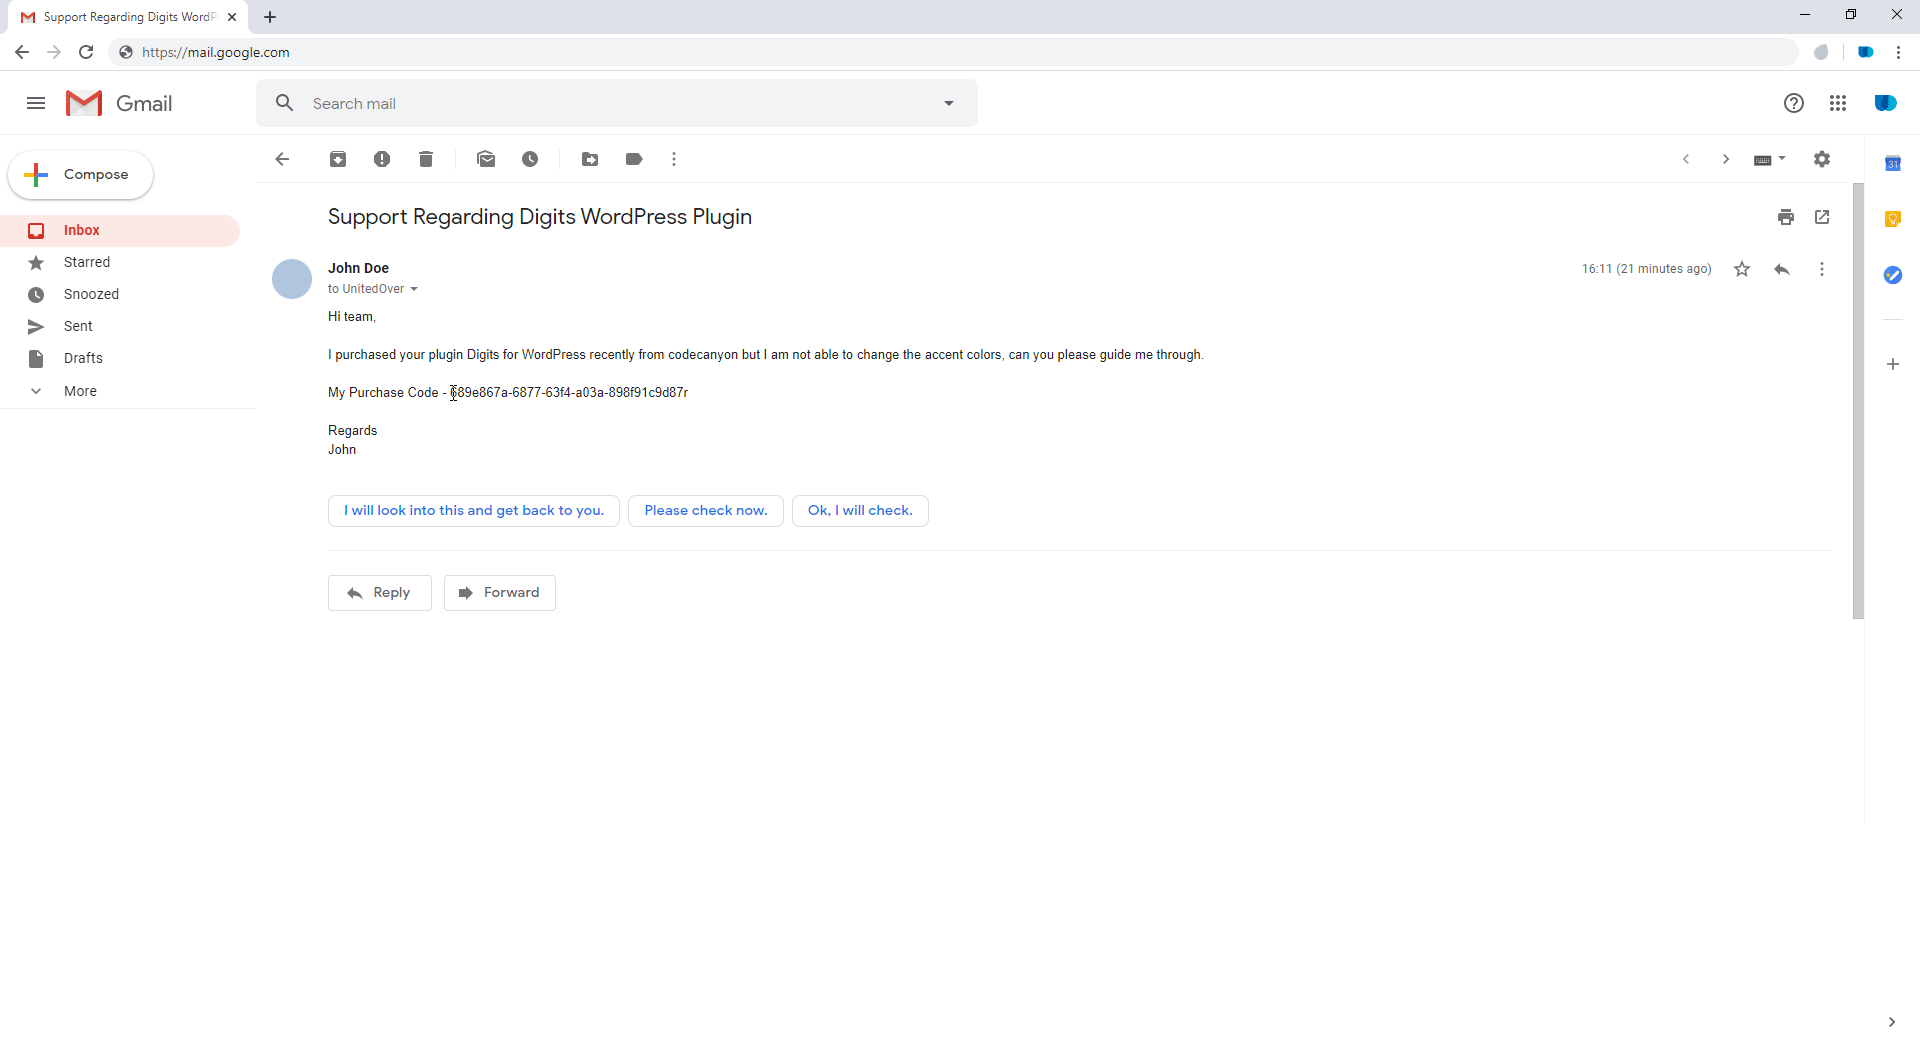 Support Regarding Digits WordP
https://mail.google.com
Gmail
Search mail
Compose
Inbox
Starred
Snoozed
Sent
Drafts
More
31
Support Regarding Digits WordPress Plugin
John Doe
16:11 (21 minutes ago)
to UnitedOver
Hi team,
I purchased your plugin Digits for WordPress recently from codecanyon but I am not able to change the accent colors, can you please guide me through.
My Purchase Code - 689e867a-6877-63f4-a03a-898f91c9d87r
Regards
John
I will look into this and get back to you.
Please check now.
Ok, I will check.
Reply
Forward